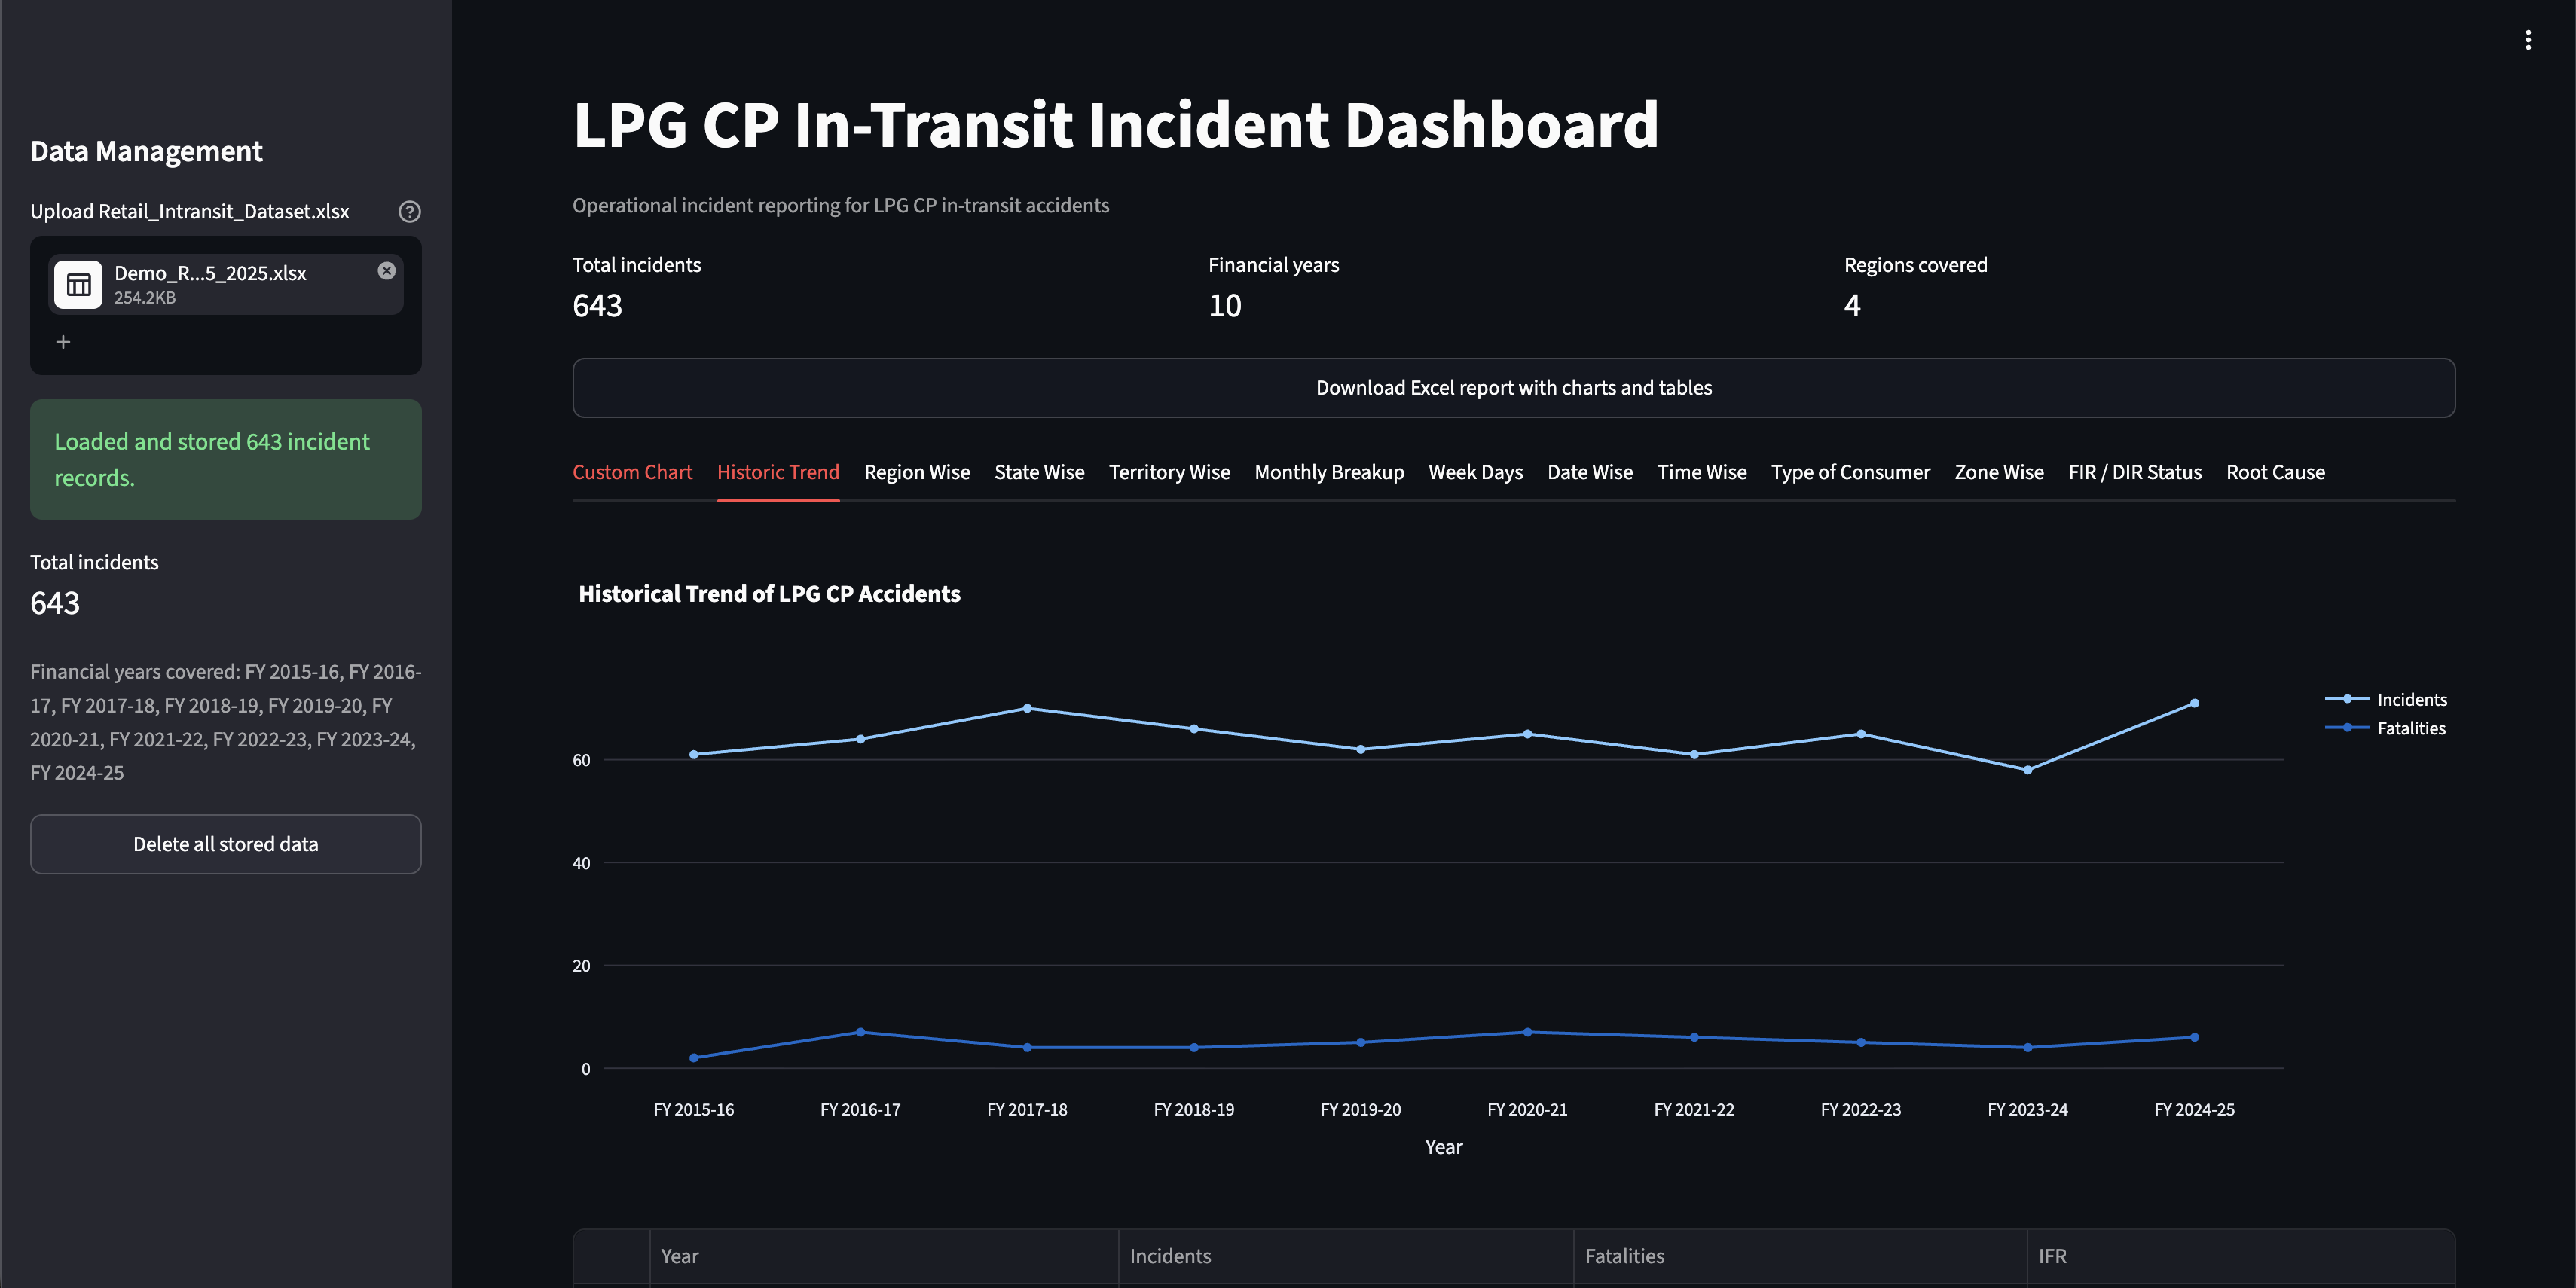 Data Management
Upload Retail_Intransit_Dataset.xlsx
Demo_R...5_2025.xlsx
254.2KB
Loaded and stored 643 incident
records.
Total incidents
643
Financial years covered: FY 2015-16, FY 2016-
17, FY 2017-18, FY 2018-19, FY 2019-20, FY
2020-21, FY 2021-22, FY 2022-23, FY 2023-24,
FY 2024-25
Delete all stored data
LPG CP In-Transit Incident Dashboard
Operational incident reporting for LPG CP in-transit accidents
Total incidents
643
Financial years
10
Regions covered
4
Download Excel report with charts and tables
Custom Chart Historic Trend Region Wise State Wise Territory Wise Monthly Breakup Week Days Date Wise Time Wise Type of Consumer Zone Wise FIR / DIR Status Root Cause
Historical Trend of LPG CP Accidents
Incidents
Fatalities
60
40
20
0
FY 2015-16 FY 2016-17 FY 2017-18 FY 2018-19 FY 2019-20 FY 2020-21 FY 2021-22 FY 2022-23 FY 2023-24 FY 2024-25
Year
Year Incidents Fatalities IFR